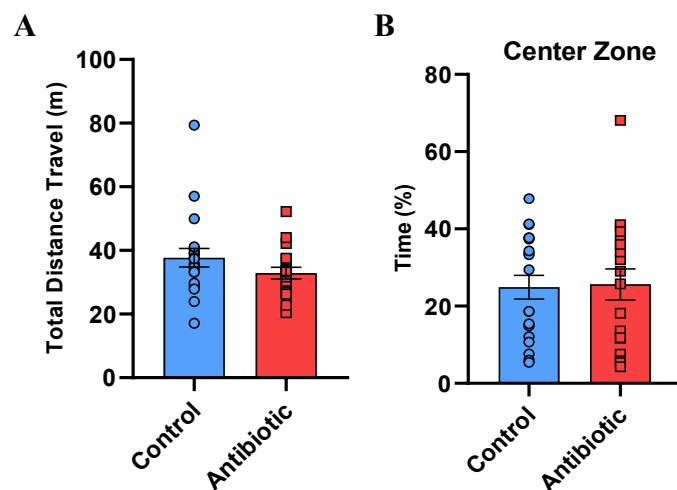 A
Total Distance Travel (m)
100
80
60
40
20
0
Control
Antibiotic
B
Center Zone
Time (%)
80
60
40
20
0
Control
Antibiotic